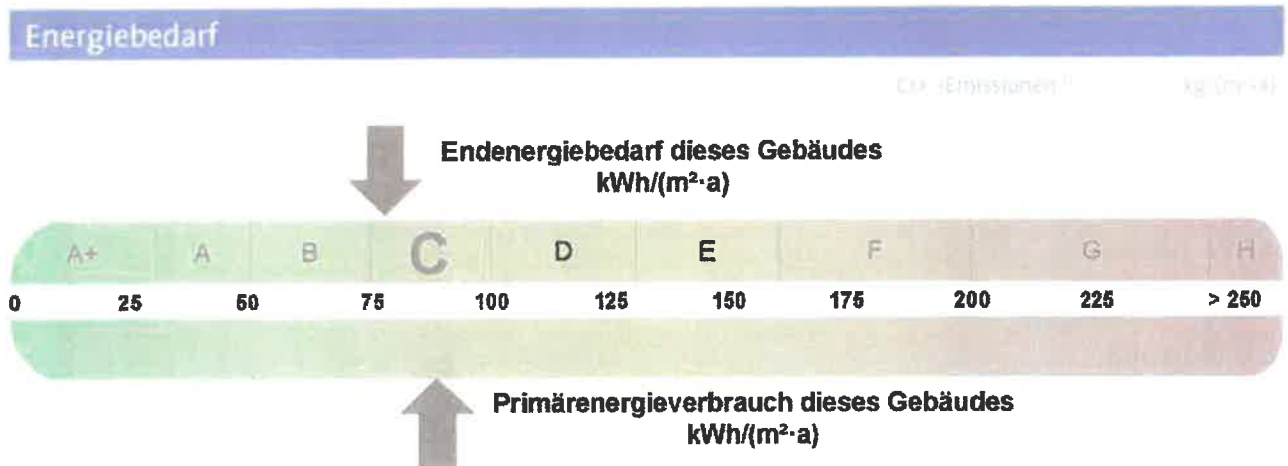 Energiebedarf
Endenergiebedarf dieses Gebäudes
kWh/(m²·a)
A+ A B C D E F G H
0 25 50 75 100 125 150 175 200 225 > 250
Primärenergieverbrauch dieses Gebäudes
kWh/(m²·a)